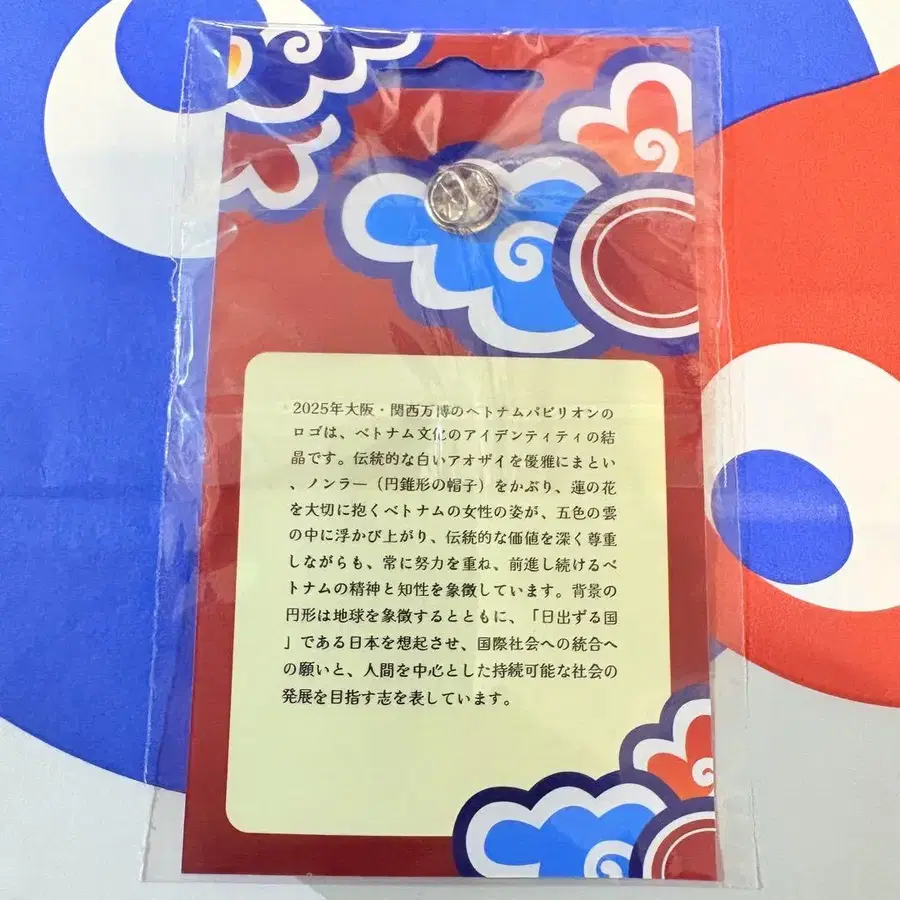 2025年大阪・関西万博のベトナムパビリオンの
ロゴは、ベトナム文化のアイデンティティの結
晶です。伝統的な白いアオザイを優雅にまとい
、ノンラー（円錐形の帽子）をかぶり、蓮の花
を大切に抱くベトナムの女性の姿が、五色の雲
の中に浮かび上がり、伝統的な価値を深く尊重
しながらも、常に努力を重ね、前進し続けるベ
トナムの精神と知性を象徴しています。背景の
円形は地球を象徴するとともに、「日出ずる国
」である日本を想起させ、国際社会への統合へ
の願いと、人間を中心とした持続可能な社会の
発展を目指す志を表しています。